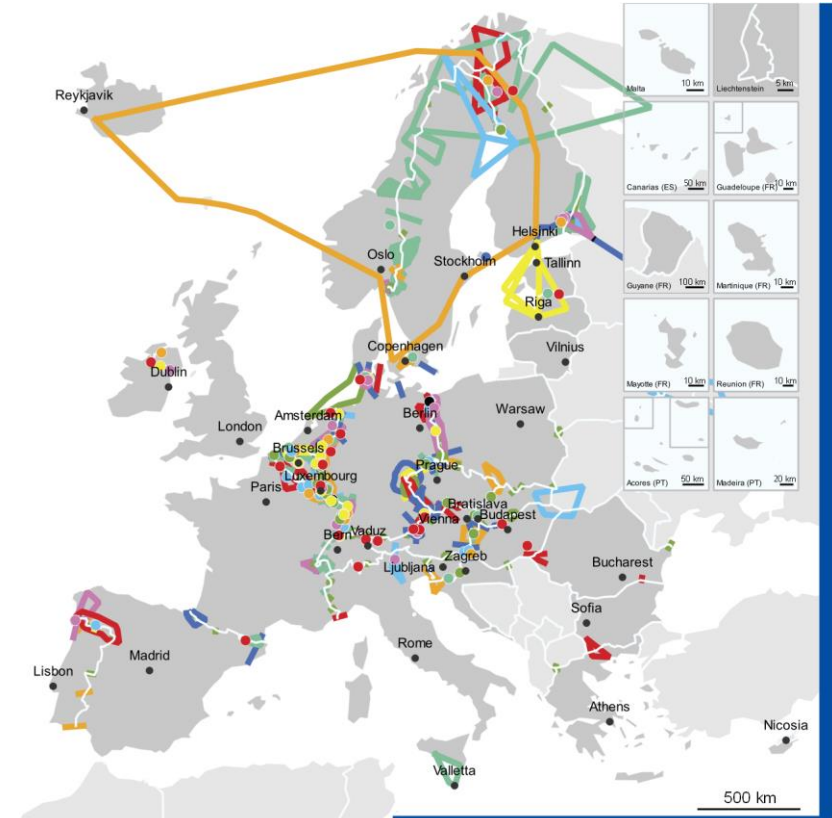 Reykjavik
Oslo
Stockholm
Helsinki
Tallinn
Riga
Copenhagen
Vilnius
Dublin
London
Amsterdam
Berlin
Warsaw
Brussels
Luxembourg
Paris
Prague
Bratislava
Budapest
Vienna
Bern
Vaduz
Ljubljana
Zagreb
Bucharest
Sofia
Rome
Madrid
Lisbon
Athens
Nicosia
Valletta
Malta
10 km
Liechtenstein
5 km
Canarias (ES)
50 km
Guadeloupe (FR)
10 km
Guyane (FR)
100 km
Martinique (FR)
10 km
Mayotte (FR)
10 km
Reunion (FR)
10 km
Acores (PT)
50 km
Madeira (PT)
20 km
500 km